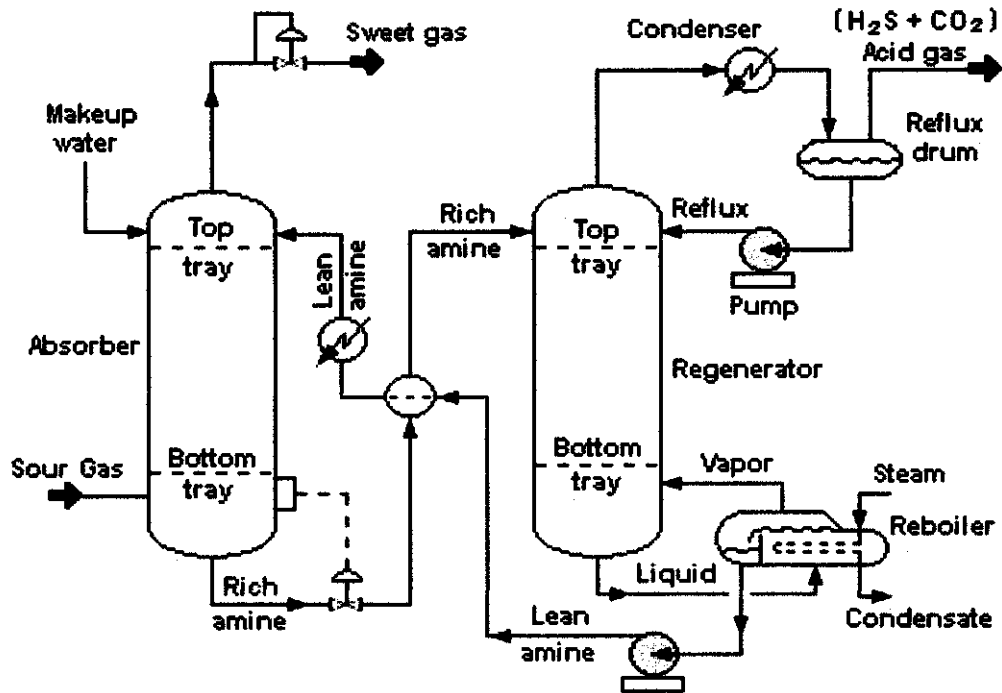 Sweet gas
Condenser
(H₂S + CO₂)
Acid gas
Makeup
water
Reflux
drum
Top
tray
Lean
amine
Rich
amine
Top
tray
Reflux
Pump
Absorber
Regenerator
Sour Gas
Bottom
tray
Bottom
tray
Vapor
Steam
Reboiler
Rich
amine
Liquid
Condensate
Lean
amine